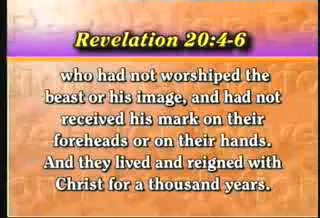 Revelation 20:4-6
who had not worshiped the
beast or his image, and had not
received his mark on their
foreheads or on their hands.
And they lived and reigned with
Christ for a thousand years.